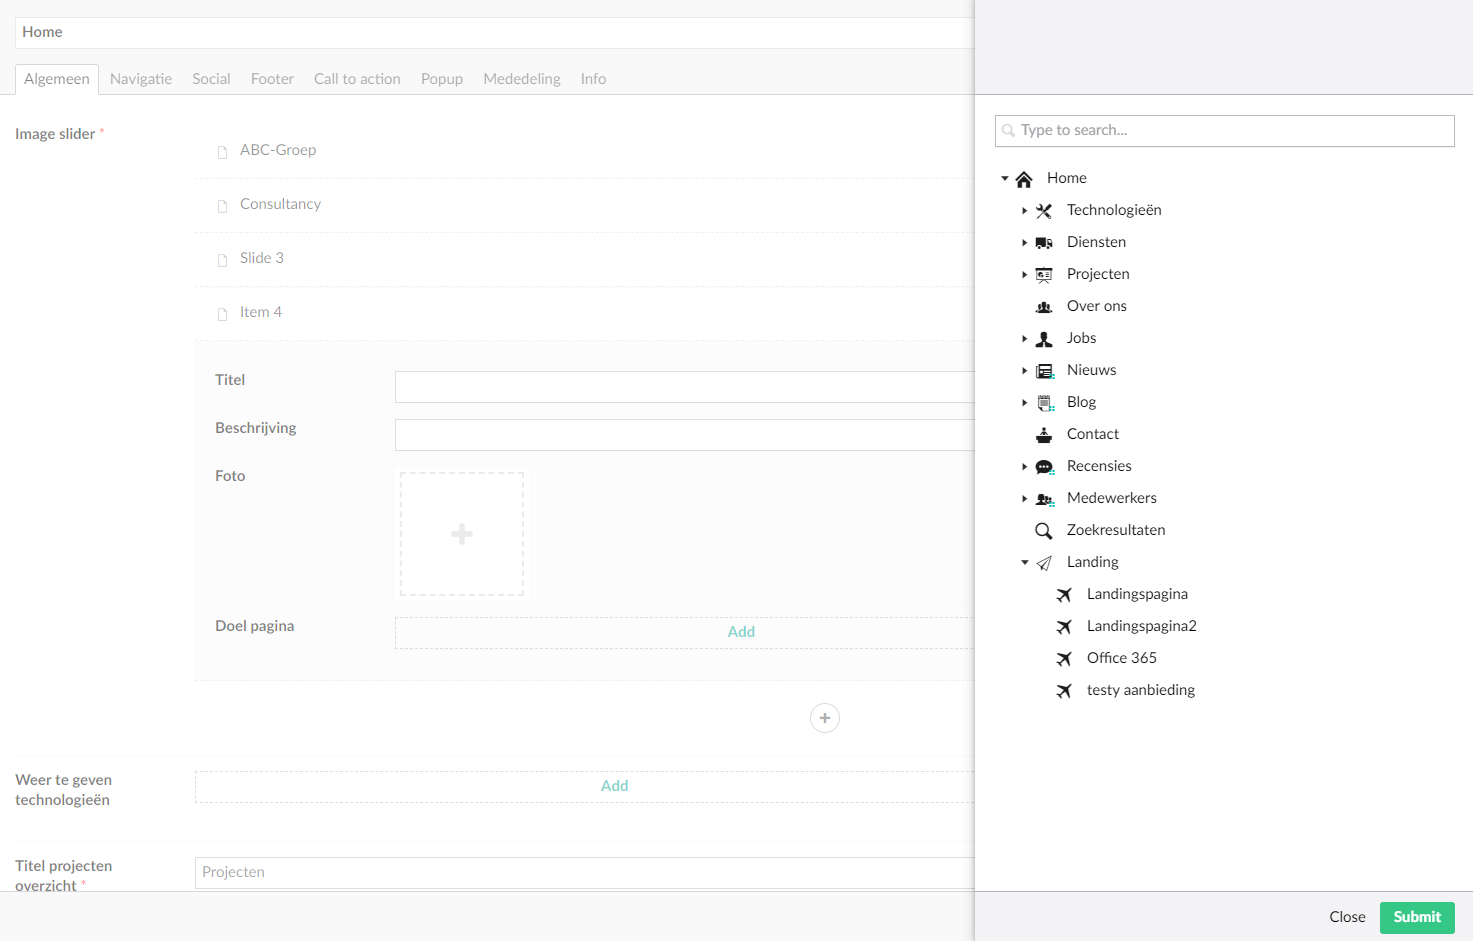 Home
Algemeen Navigatie Social Footer Call to action Popup Mededeling Info
Image slider *
ABC-Groep
Consultancy
Slide 3
Item 4
Titel
Beschrijving
Foto
Doel pagina
Add
Weer te geven
technologieën
Add
Titel projecten
overzicht *
Projecten
Type to search...
Home
Technologieën
Diensten
Projecten
Over ons
Jobs
Nieuws
Blog
Contact
Recensies
Medewerkers
Zoekresultaten
Landing
Landingspagina
Landingspagina2
Office 365
testy aanbieding
Close Submit